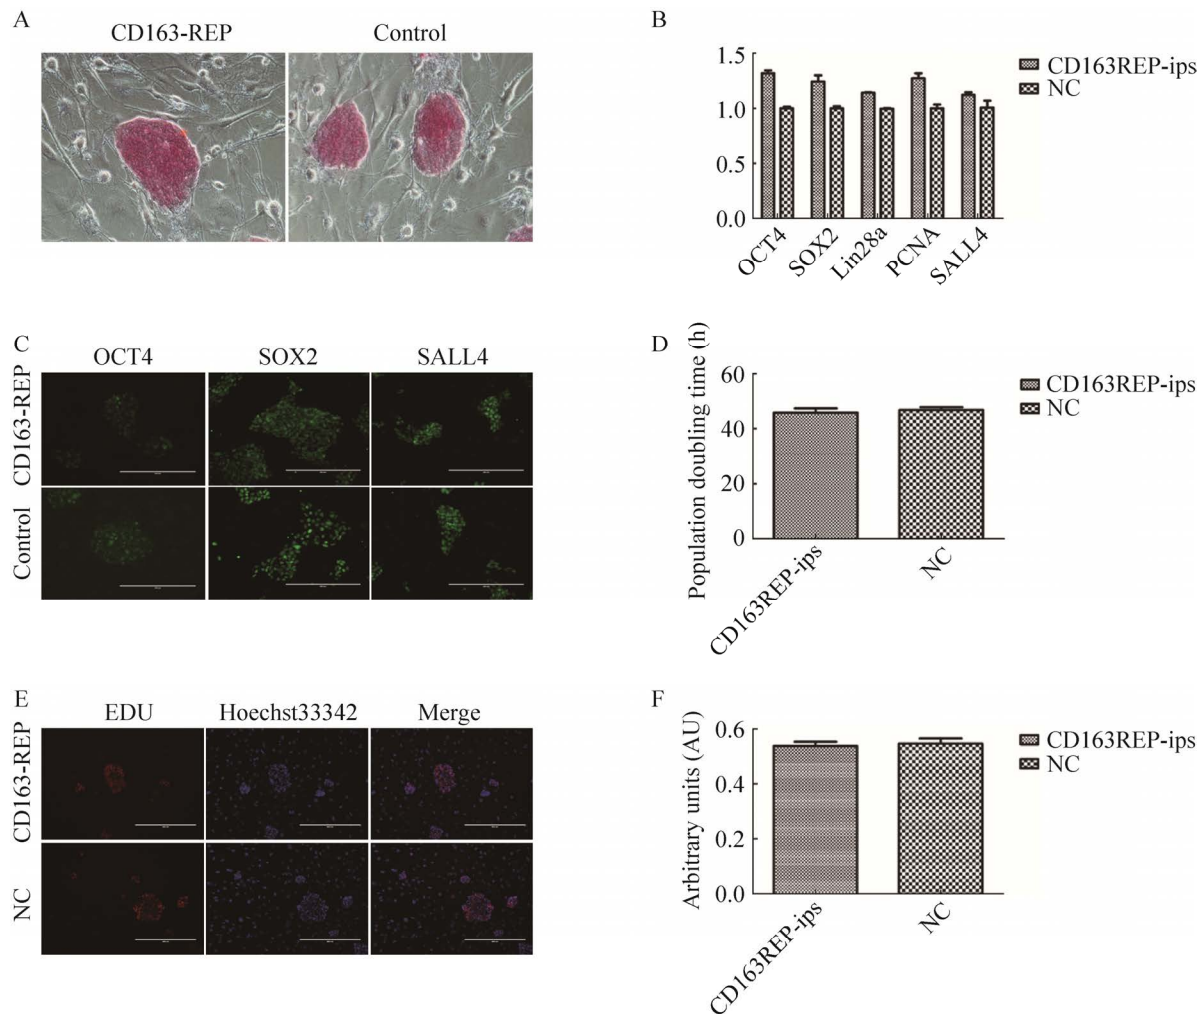 A
CD163-REP
Control
B
1.5
1.0
0.5
0.0
OCT4
SOX2
Lin28a
PCNA
SALL4
CD163REP-ips
NC
C
OCT4
SOX2
SALL4
CD163-REP
Control
D
Population doubling time (h)
60
40
20
0
CD163REP-ips
NC
CD163REP-ips
NC
E
EDU
Hoechst33342
Merge
CD163-REP
NC
F
Arbitrary units (AU)
0.6
0.4
0.2
0.0
CD163REP-ips
NC
CD163REP-ips
NC